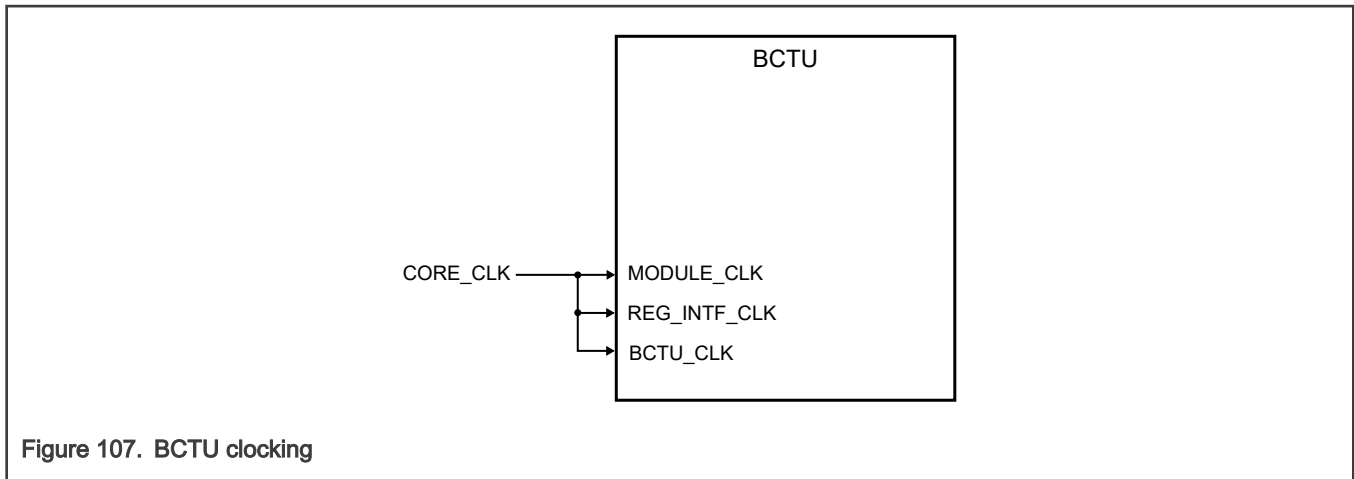 BCTU
CORE_CLK
MODULE_CLK
REG_INTF_CLK
BCTU_CLK
Figure 107. BCTU clocking